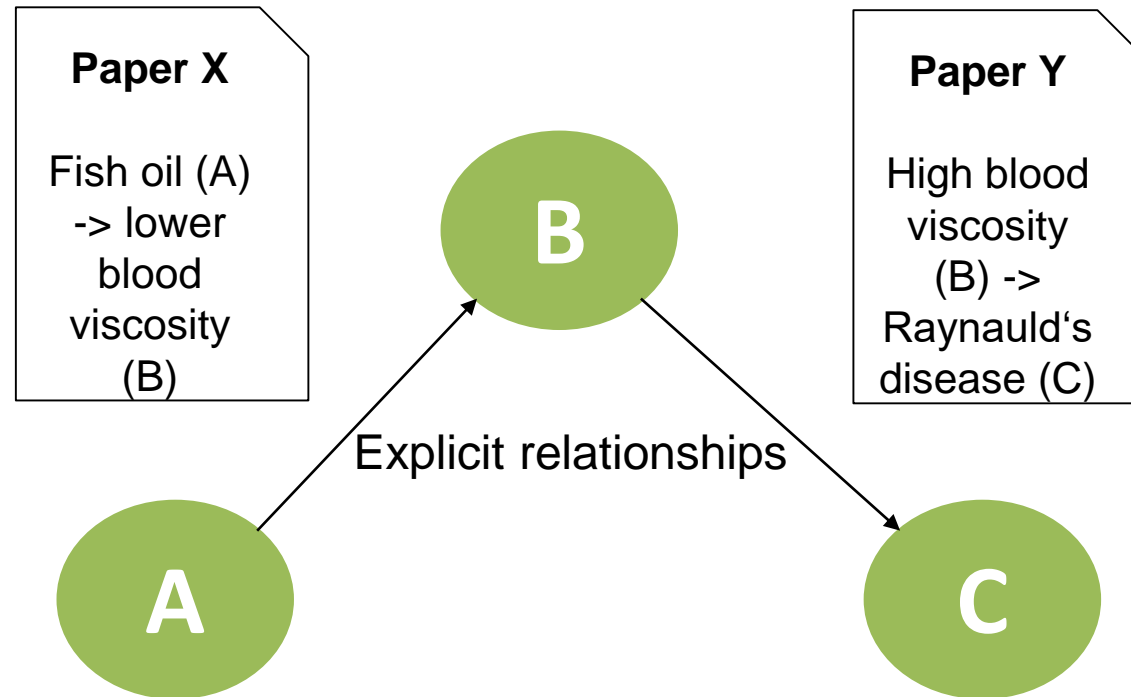 Paper X
Fish oil (A)
-> lower
blood
viscosity
(B)
Paper Y
High blood
viscosity
(B) ->
Raynauld‘s
disease (C)
B
Explicit relationships
A
C